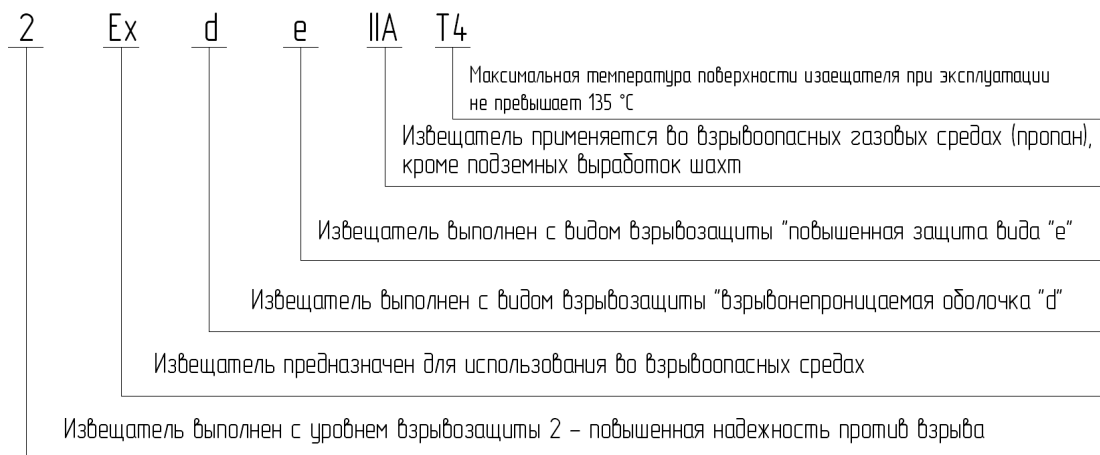 2 Ex d e IIA T4
Максимальная температура поверхности изаещателя при эксплуатации
не превышает 135 °C
Извещатель применяется во взрывоопасных газовых средах (пропан),
кроме подземных выработок шахт
Извещатель выполнен с видом взрывозащиты "повышенная защита вида "e"
Извещатель выполнен с видом взрывозащиты "взрывонепроницаемая оболочка "d"
Извещатель предназначен для использования во взрывоопасных средах
Извещатель выполнен с уровнем взрывозащиты 2 – повышенная надежность против взрыва